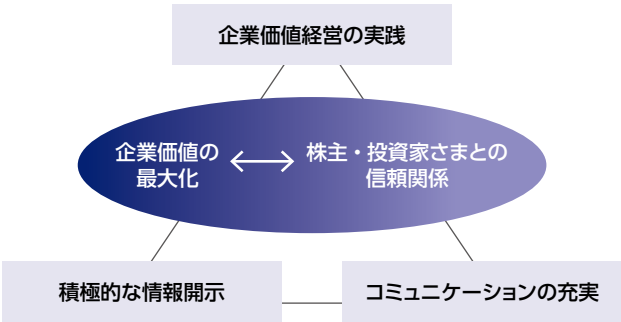 企業価値経営の実践
企業価値の
最大化
株主・投資家さまとの
信頼関係
積極的な情報開示
コミュニケーションの充実